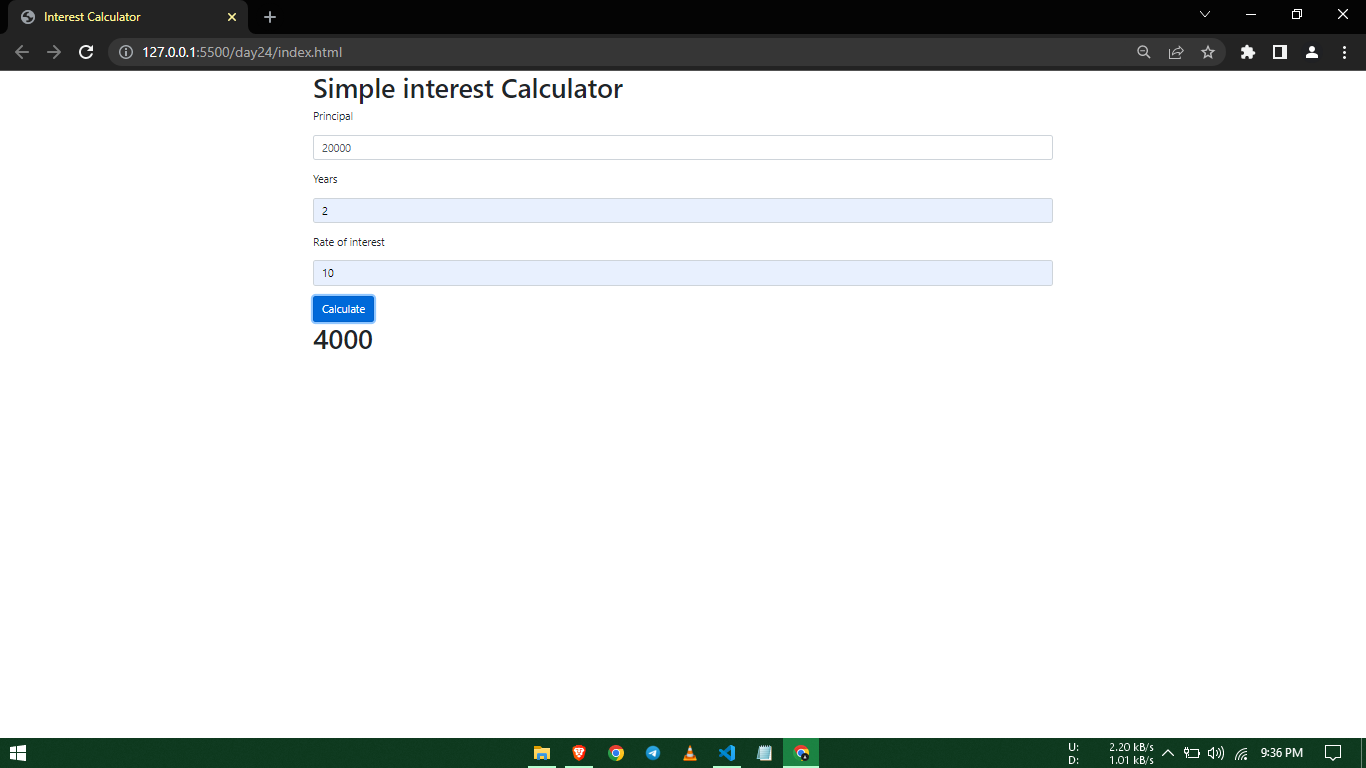 Interest Calculator
127.0.0.1:5500/day24/index.html
Simple interest Calculator
Principal
20000
Years
2
Rate of interest
10
Calculate
4000
U: 2.20 kB/s
D: 1.01 kB/s
9:36 PM